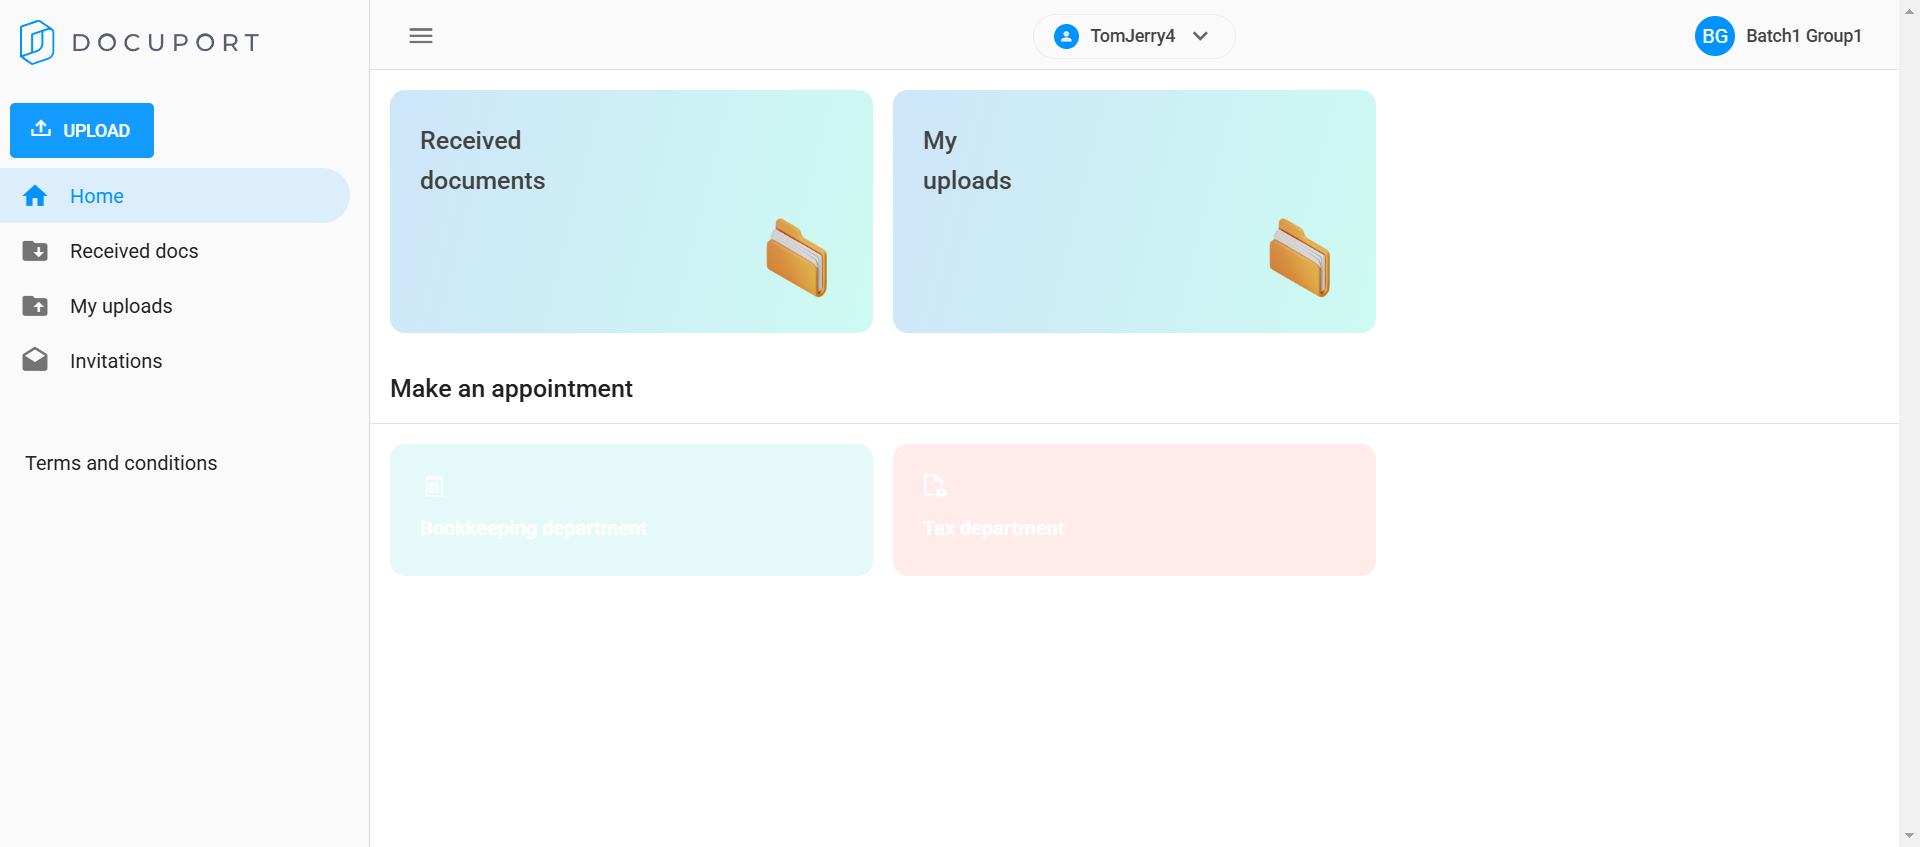 DOCUPORT
TomJerry4
BG Batch1 Group1
UPLOAD
Home
Received docs
My uploads
Invitations
Terms and conditions
Received
documents
My
uploads
Make an appointment
Bookkeeping department
Tax department